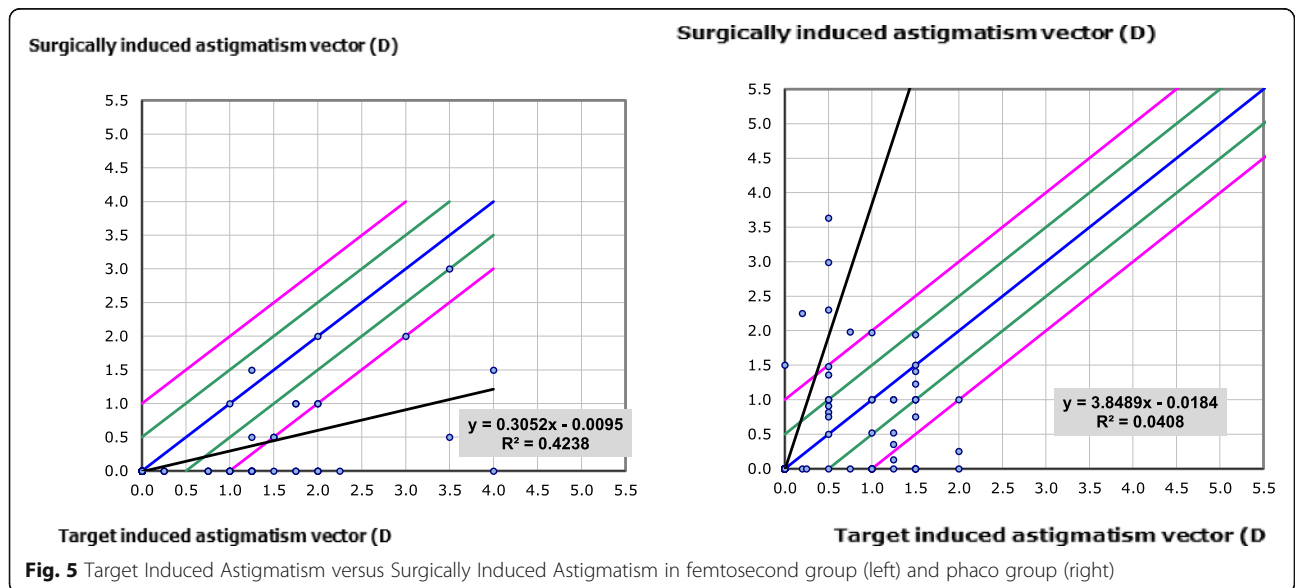 Surgically induced astigmatism vector (D)
5.5
5.0
4.5
4.0
3.5
3.0
2.5
2.0
1.5
1.0
0.5
0.0
y = 0.3052x - 0.0095
R² = 0.4238
0.0 0.5 1.0 1.5 2.0 2.5 3.0 3.5 4.0 4.5 5.0 5.5
Target induced astigmatism vector (D
Surgically induced astigmatism vector (D)
5.5
5.0
4.5
4.0
3.5
3.0
2.5
2.0
1.5
1.0
0.5
0.0
y = 3.8489x - 0.0184
R² = 0.0408
0.0 0.5 1.0 1.5 2.0 2.5 3.0 3.5 4.0 4.5 5.0 5.5
Target induced astigmatism vector (D
Fig. 5 Target Induced Astigmatism versus Surgically Induced Astigmatism in femtosecond group (left) and phaco group (right)